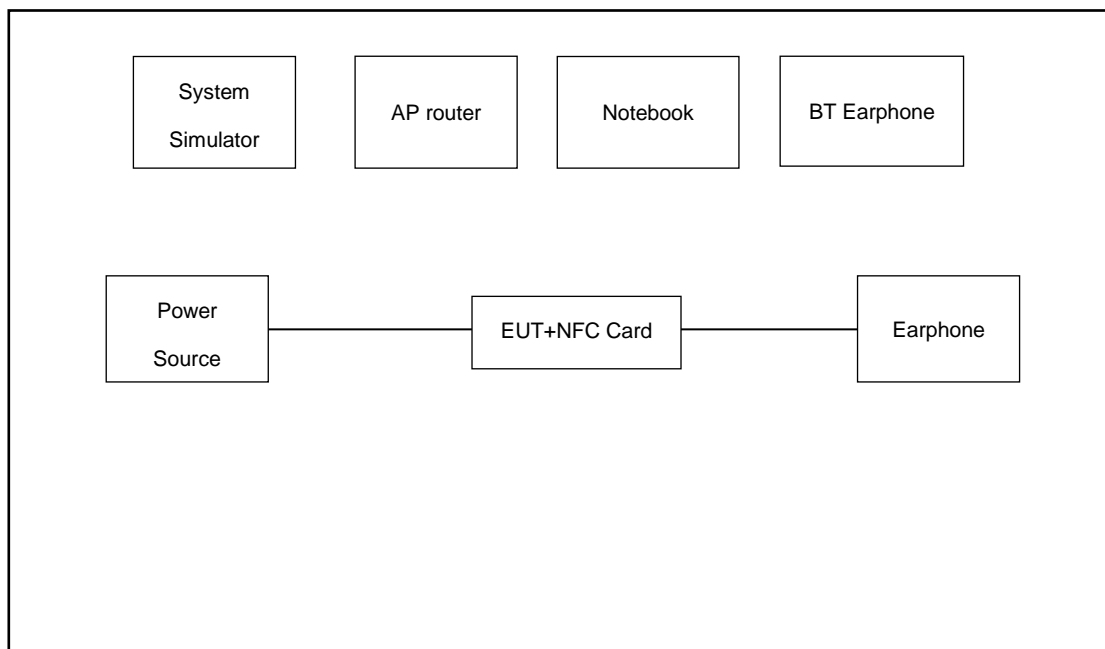 System
Simulator
AP router
Notebook
BT Earphone
Power
Source
EUT+NFC Card
Earphone